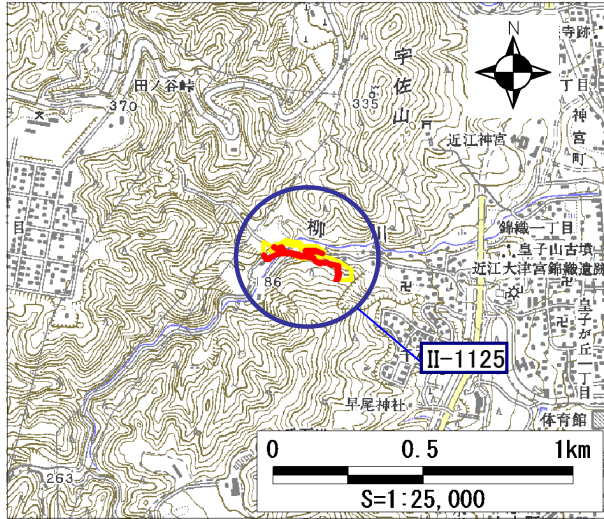 N
寺跡
丁目
神宮町
田ノ谷峠
370
335
宇佐山
近江神宮
目
柳川
錦織一丁目
皇子山古墳
近江大津宮錦織遺跡
86
皇子が丘一丁目
II-1125
早尾神社
体育館
263
0 0.5 1km
S=1:25,000